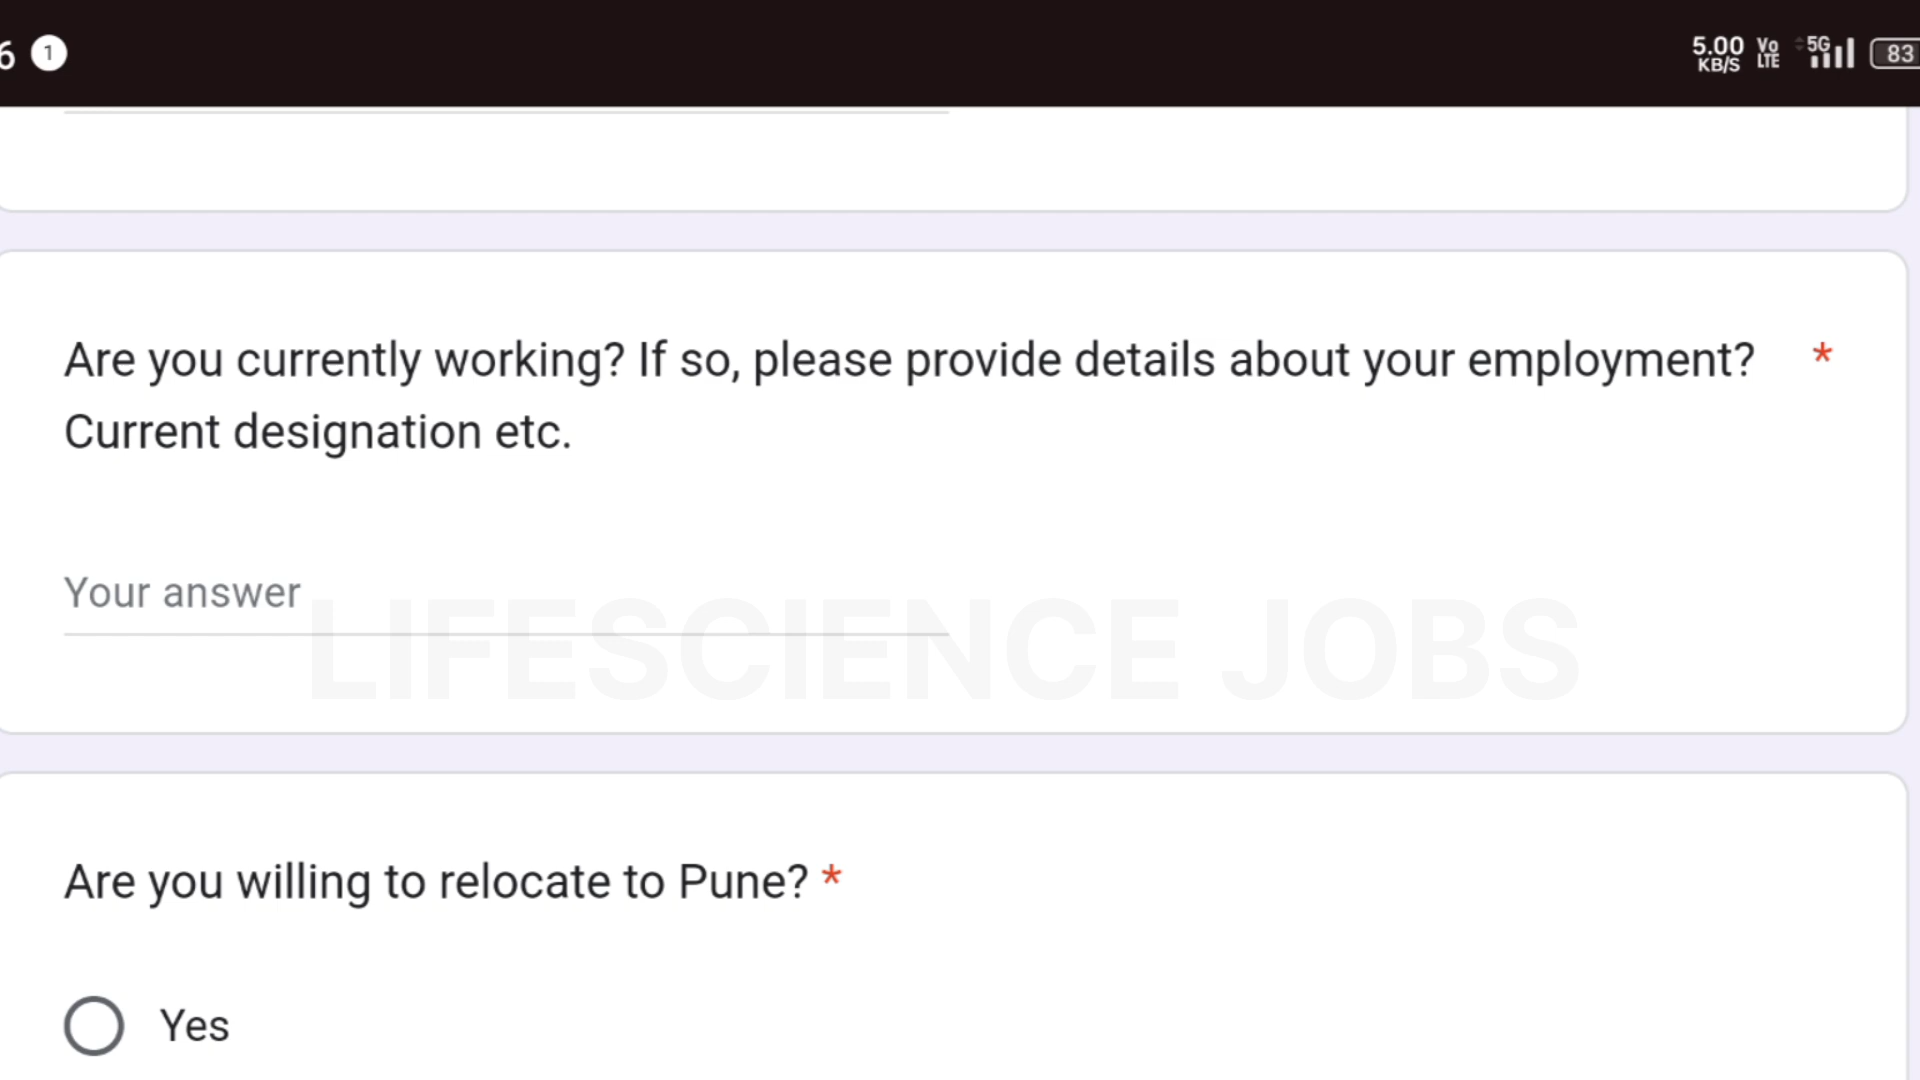 6 1 5.00 KB/S Vo LTE 5G 83
Are you currently working? If so, please provide details about your employment? *
Current designation etc.
Your answer
LIFESCIENCE JOBS
Are you willing to relocate to Pune? *
Yes